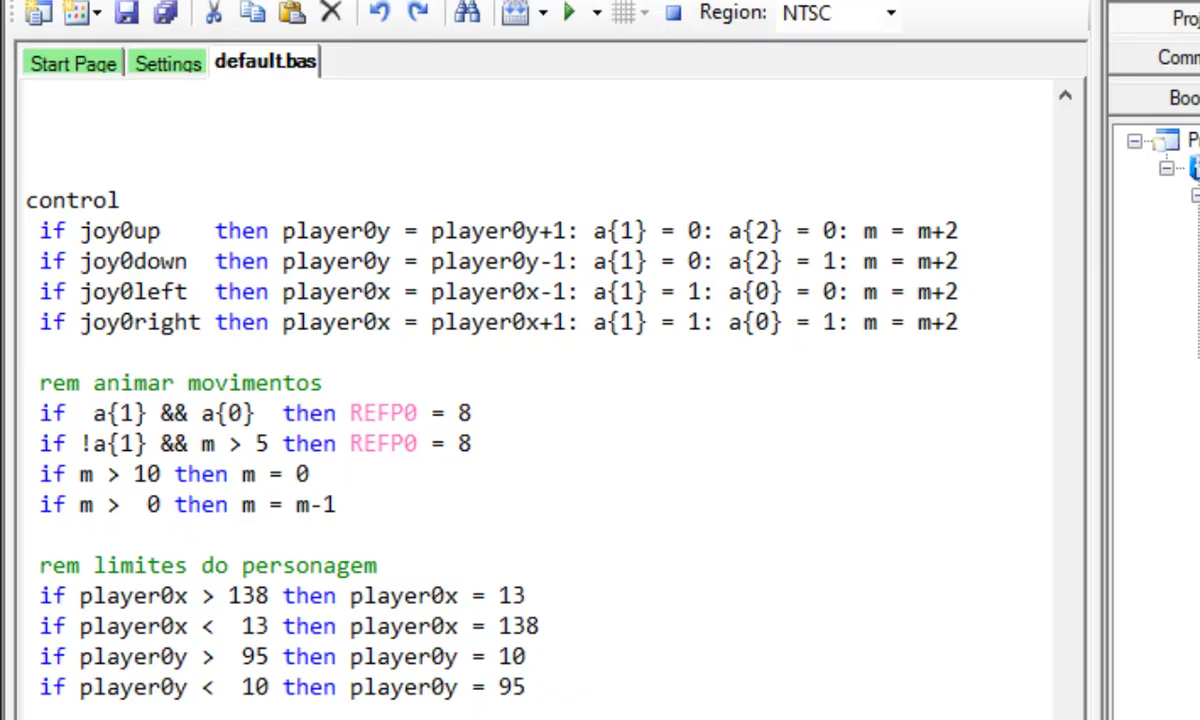 Region: NTSC
Start Page Settings default.bas
control
if joy0up    then player0y = player0y+1: a{1} = 0: a{2} = 0: m = m+2
if joy0down  then player0y = player0y-1: a{1} = 0: a{2} = 1: m = m+2
if joy0left  then player0x = player0x-1: a{1} = 1: a{0} = 0: m = m+2
if joy0right then player0x = player0x+1: a{1} = 1: a{0} = 1: m = m+2
rem animar movimentos
if  a{1} && a{0}  then REFP0 = 8
if !a{1} && m > 5 then REFP0 = 8
if m > 10 then m = 0
if m >  0 then m = m-1
rem limites do personagem
if player0x > 138 then player0x = 13
if player0x <  13 then player0x = 138
if player0y >  95 then player0y = 10
if player0y <  10 then player0y = 95